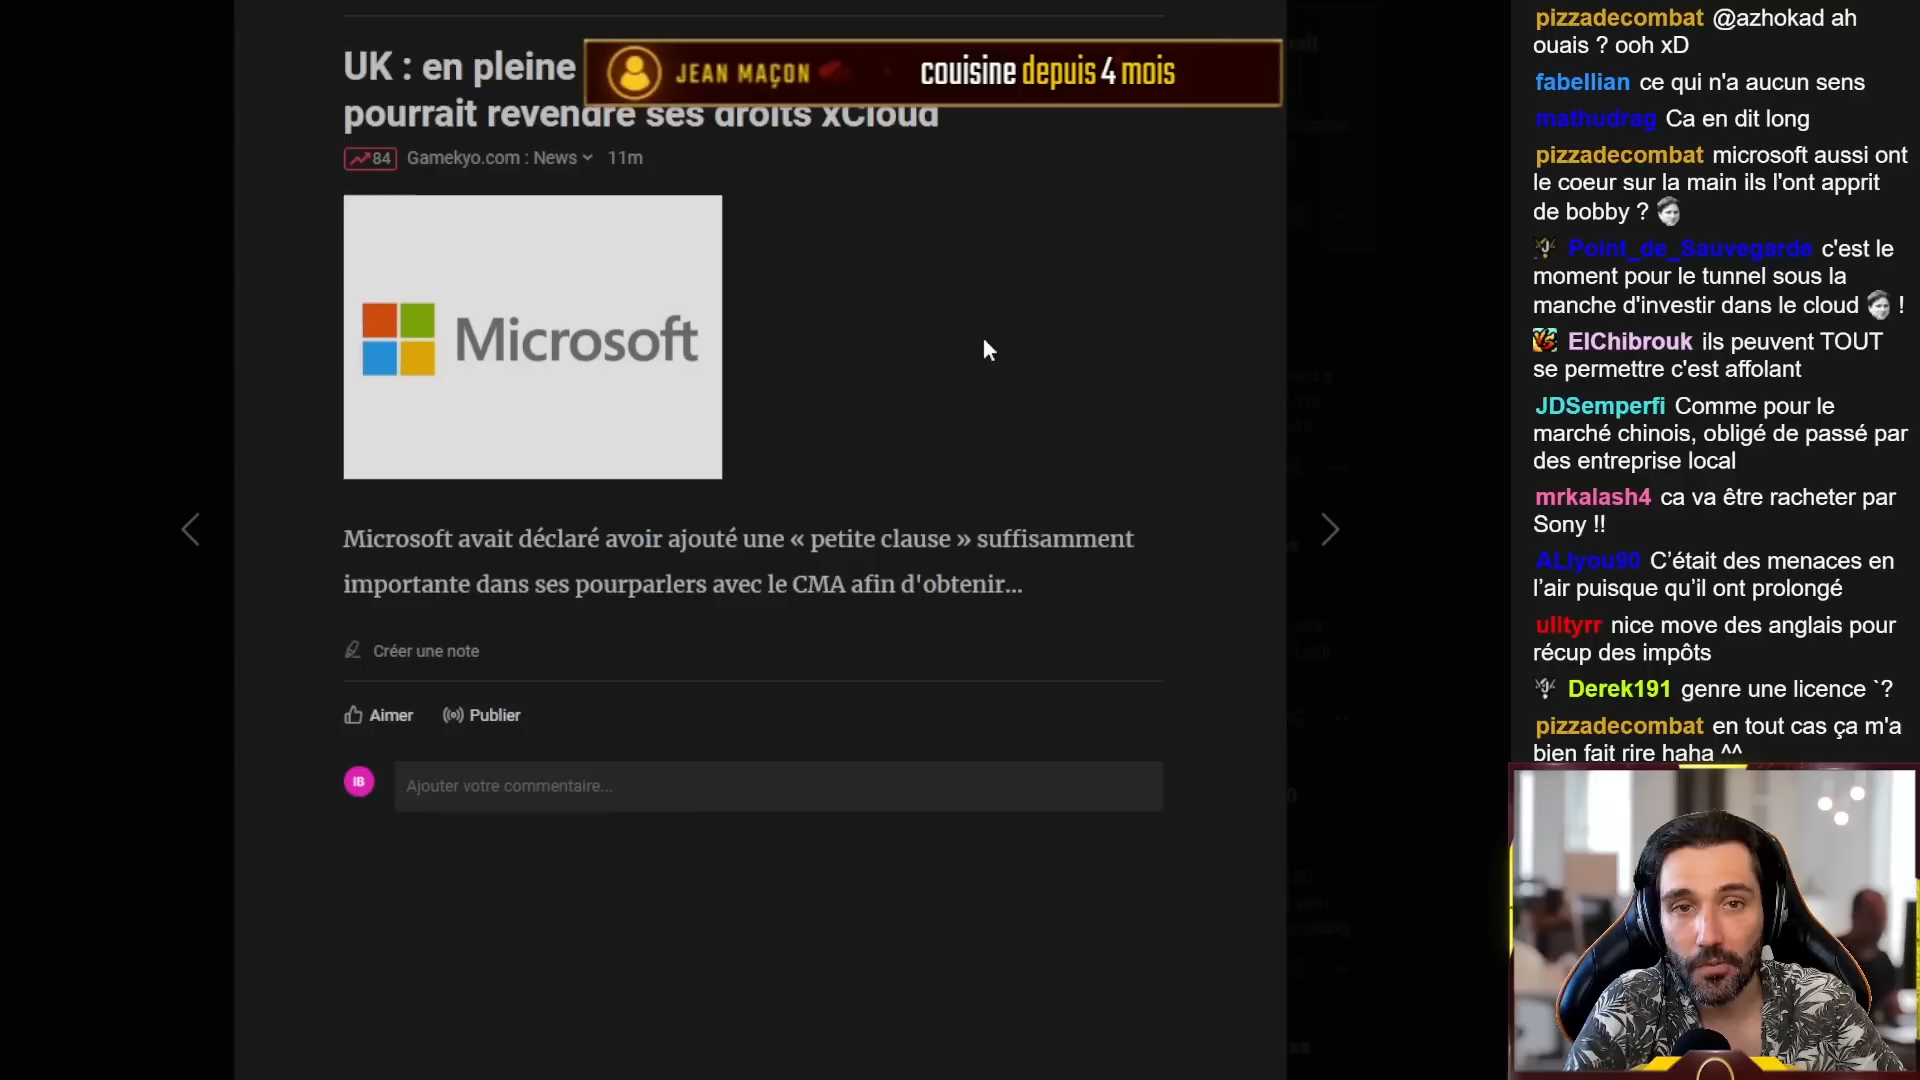 UK : en pleine
pourrait revendre ses droits xCloud
JEAN MAÇON couisine depuis 4 mois
84 Gamekyo.com : News 11m
Microsoft
Microsoft avait déclaré avoir ajouté une « petite clause » suffisamment
importante dans ses pourparlers avec le CMA afin d'obtenir...
Créer une note
Aimer Publier
IB Ajouter votre commentaire...
pizzadecombat @azhokad ah
ouais ? ooh xD
fabellian ce qui n'a aucun sens
mathudrag Ca en dit long
pizzadecombat microsoft aussi ont
le coeur sur la main ils l'ont apprit
de bobby ?
Point_de_Sauvegarde c'est le
moment pour le tunnel sous la
manche d'investir dans le cloud !
ElChibrouk ils peuvent TOUT
se permettre c'est affolant
JDSemperfi Comme pour le
marché chinois, obligé de passé par
des entreprise local
mrkalash4 ca va être racheter par
Sony !!
ALIyou90 C’était des menaces en
l’air puisque qu’il ont prolongé
ulltyrr nice move des anglais pour
récup des impôts
Derek191 genre une licence `?
pizzadecombat en tout cas ça m'a
bien fait rire haha ^^